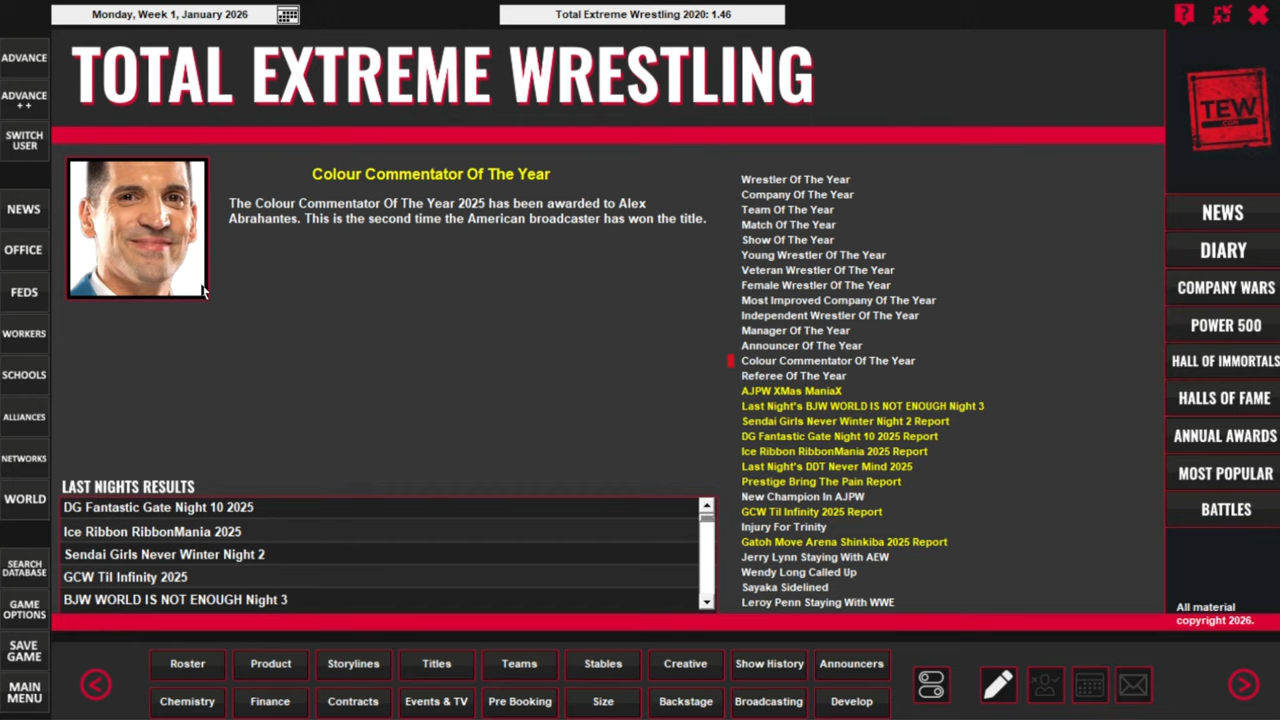 Monday, Week 1, January 2026
Total Extreme Wrestling 2020: 1.46
ADVANCE
ADVANCE
++
SWITCH
USER
NEWS
OFFICE
FEDS
WORKERS
SCHOOLS
ALLIANCES
NETWORKS
WORLD
SEARCH
DATABASE
GAME
OPTIONS
SAVE
GAME
MAIN
MENU
TOTAL EXTREME WRESTLING
Colour Commentator Of The Year
The Colour Commentator Of The Year 2025 has been awarded to Alex
Abrahantes. This is the second time the American broadcaster has won the title.
LAST NIGHTS RESULTS
DG Fantastic Gate Night 10 2025
Ice Ribbon RibbonMania 2025
Sendai Girls Never Winter Night 2
GCW Til Infinity 2025
BJW WORLD IS NOT ENOUGH Night 3
Wrestler Of The Year
Company Of The Year
Team Of The Year
Match Of The Year
Show Of The Year
Young Wrestler Of The Year
Veteran Wrestler Of The Year
Female Wrestler Of The Year
Most Improved Company Of The Year
Independent Wrestler Of The Year
Manager Of The Year
Announcer Of The Year
Colour Commentator Of The Year
Referee Of The Year
AJPW XMas ManiaX
Last Night's BJW WORLD IS NOT ENOUGH Night 3
Sendai Girls Never Winter Night 2 Report
DG Fantastic Gate Night 10 2025 Report
Ice Ribbon RibbonMania 2025 Report
Last Night's DDT Never Mind 2025
Prestige Bring The Pain Report
New Champion In AJPW
GCW Til Infinity 2025 Report
Injury For Trinity
Gatoh Move Arena Shinkiba 2025 Report
Jerry Lynn Staying With AEW
Wendy Long Called Up
Sayaka Sidelined
Leroy Penn Staying With WWE
TEW
.COM
NEWS
DIARY
COMPANY WARS
POWER 500
HALL OF IMMORTALS
HALLS OF FAME
ANNUAL AWARDS
MOST POPULAR
BATTLES
All material
copyright 2026.
Roster
Product
Storylines
Titles
Teams
Stables
Creative
Show History
Announcers
Chemistry
Finance
Contracts
Events & TV
Pre Booking
Size
Backstage
Broadcasting
Develop